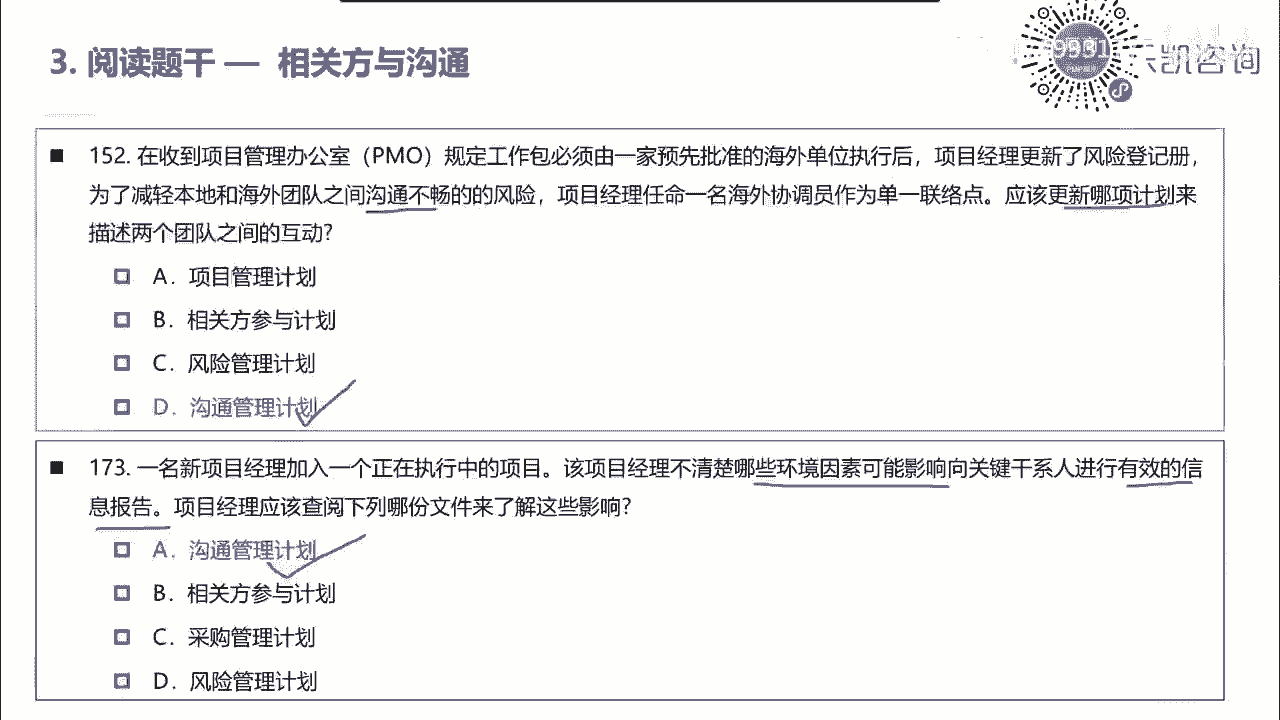 3. 阅读题干 — 相关方与沟通
9981
天凯咨询
■ 152. 在收到项目管理办公室（PMO）规定工作包必须由一家预先批准的海外单位执行后，项目经理更新了风险登记册，
为了减轻本地和海外团队之间沟通不畅的的风险，项目经理任命一名海外协调员作为单一联络点。应该更新哪项计划来
描述两个团队之间的互动?
A. 项目管理计划
B. 相关方参与计划
C. 风险管理计划
D. 沟通管理计划
■ 173. 一名新项目经理加入一个正在执行中的项目。该项目经理不清楚哪些环境因素可能影响向关键干系人进行有效的信
息报告。项目经理应该查阅下列哪份文件来了解这些影响?
A. 沟通管理计划
B. 相关方参与计划
C. 采购管理计划
D. 风险管理计划